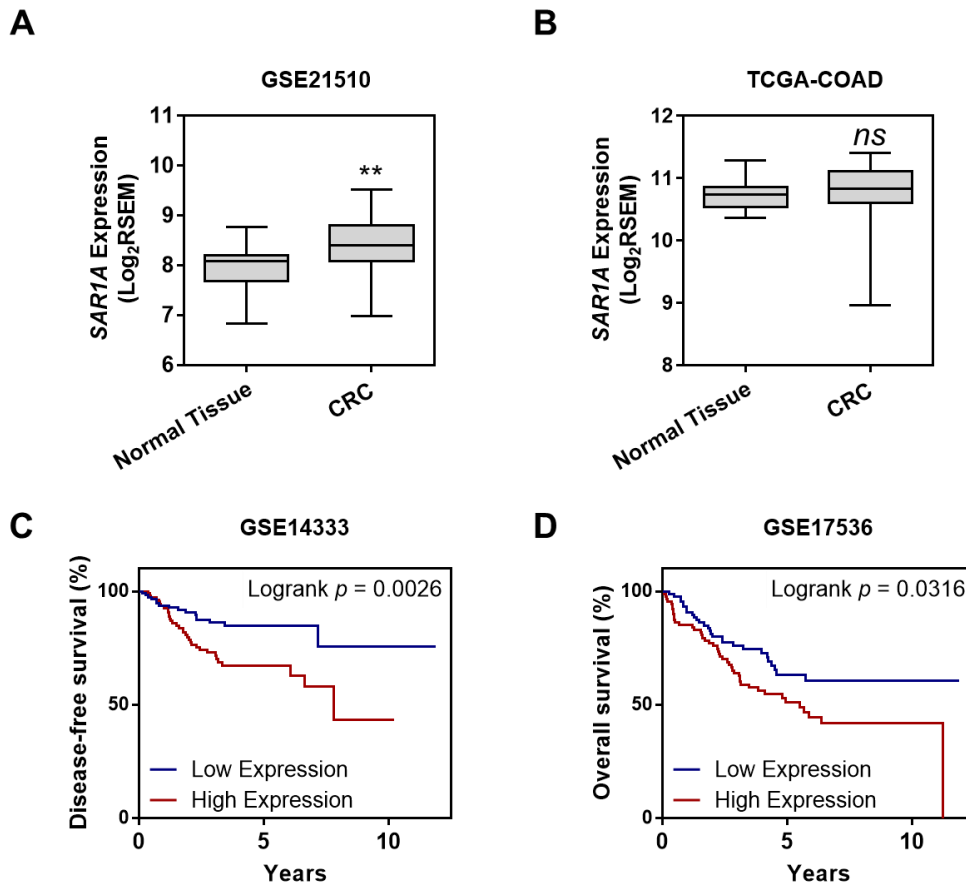 A
GSE21510
SAR1A Expression
(Log₂RSEM)
11
10
9
8
7
6
**
Normal Tissue
CRC
B
TCGA-COAD
SAR1A Expression
(Log₂RSEM)
12
11
10
9
8
ns
Normal Tissue
CRC
C
GSE14333
Disease-free survival (%)
100
50
0
Logrank p = 0.0026
Low Expression
High Expression
0 5 10
Years
D
GSE17536
Overall survival (%)
100
50
0
Logrank p = 0.0316
Low Expression
High Expression
0 5 10
Years